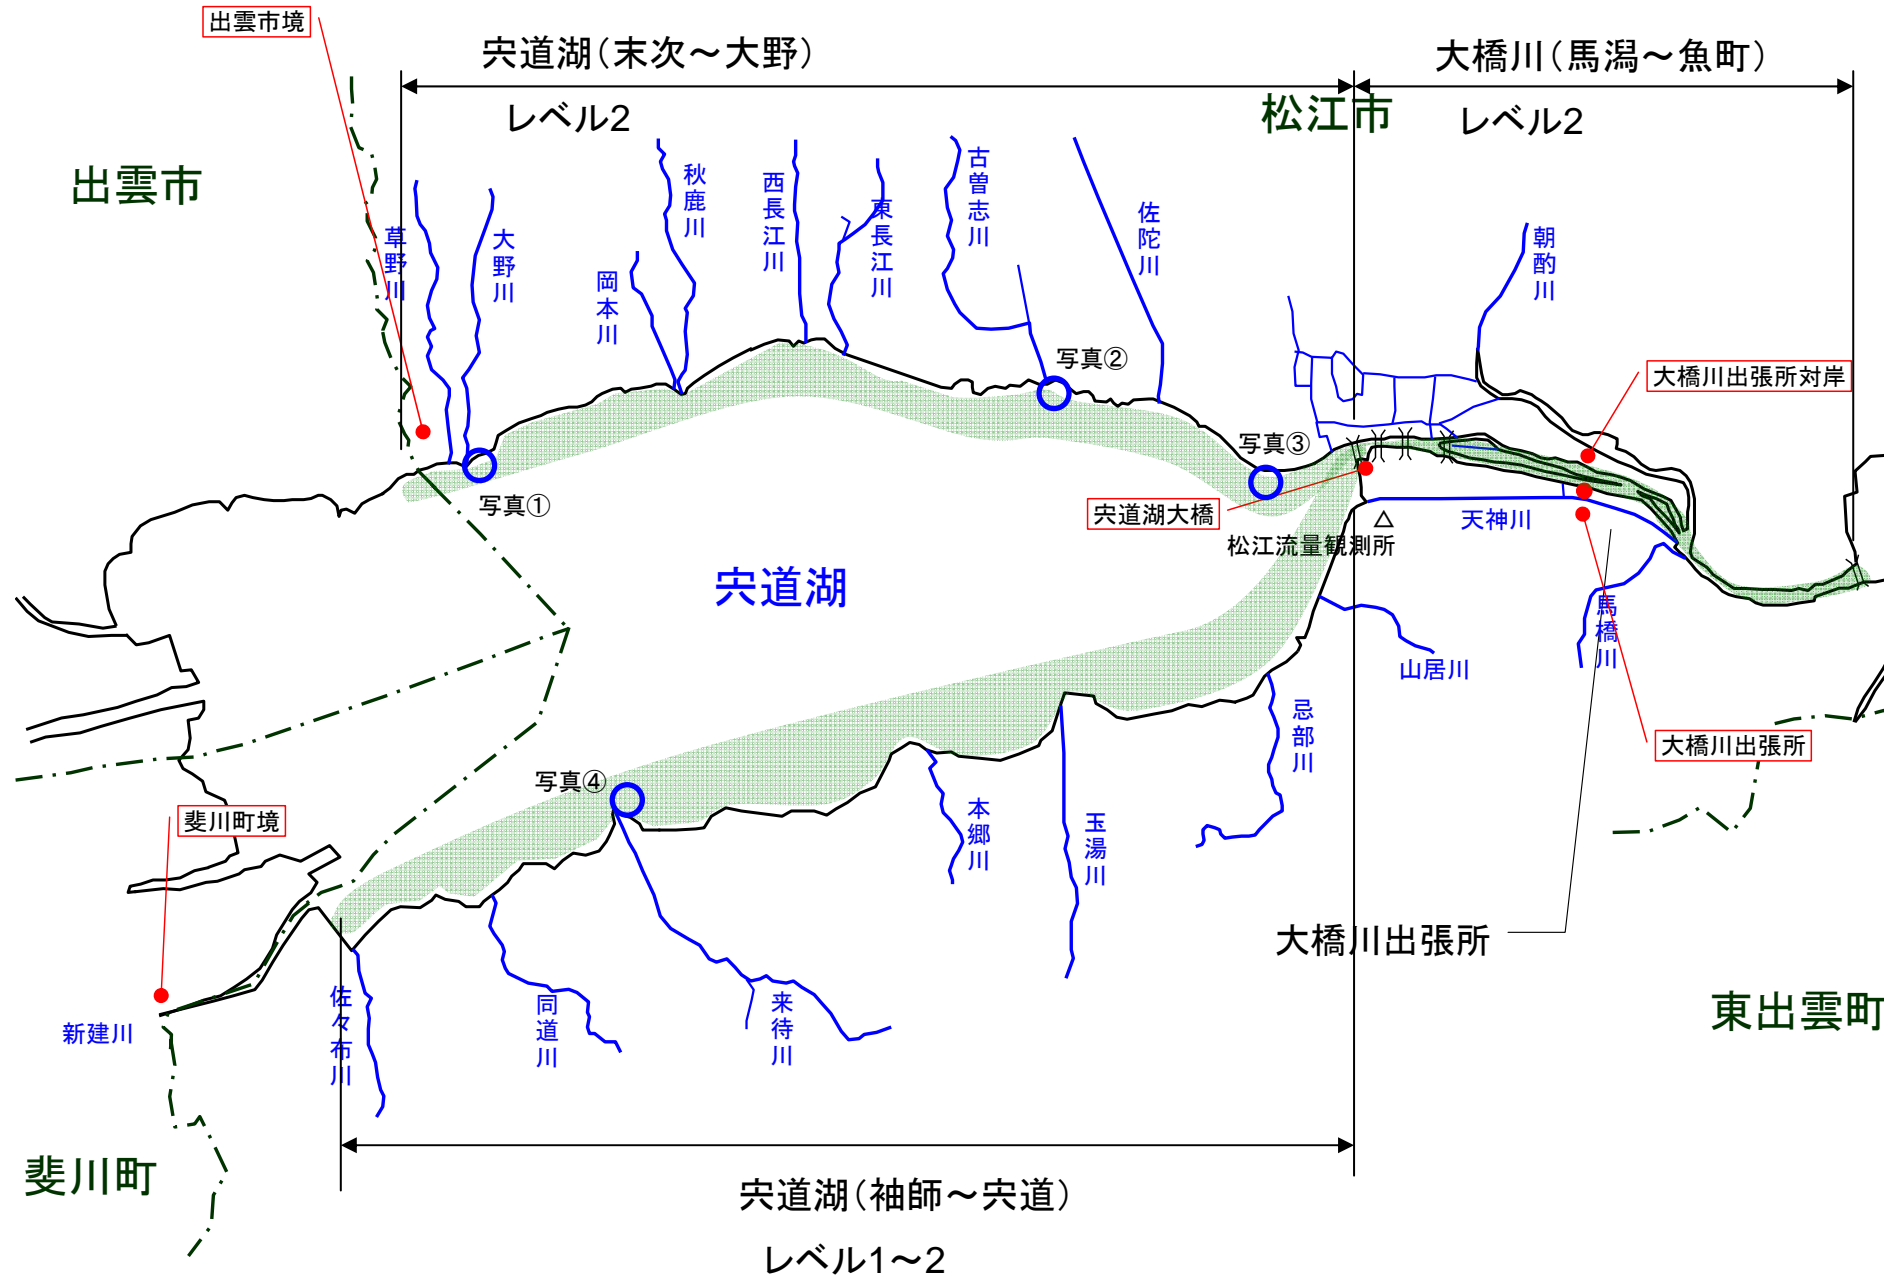 出雲市境
宍道湖（末次～大野）
大橋川（馬潟～魚町）
レベル2
松江市
レベル2
出雲市
草野川
大野川
岡本川
秋鹿川
西長江川
東長江川
古曽志川
佐陀川
朝酌川
写真②
大橋川出張所対岸
写真③
写真①
宍道湖大橋
天神川
松江流量観測所
宍道湖
馬橋川
山居川
忌部川
大橋川出張所
写真④
斐川町境
本郷川
玉湯川
大橋川出張所
新建川
佐々布川
同道川
来待川
東出雲町
斐川町
宍道湖（袖師～宍道）
レベル1～2